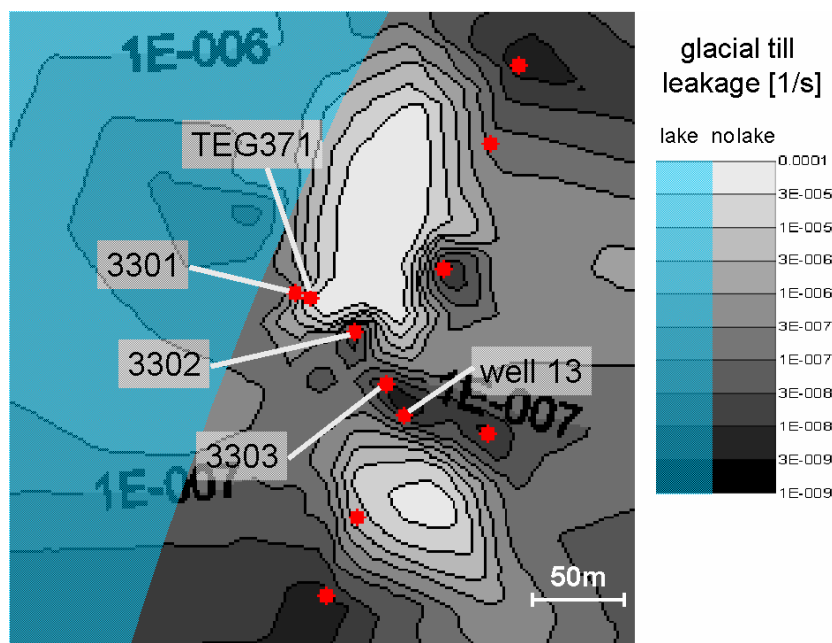 1E-006
TEG371
3301
3302
well 13
1E-007
3303
1E-007
50m
glacial till
leakage [1/s]
lake nolake
0.0001
3E-005
1E-005
3E-006
1E-006
3E-007
1E-007
3E-008
1E-008
3E-009
1E-009